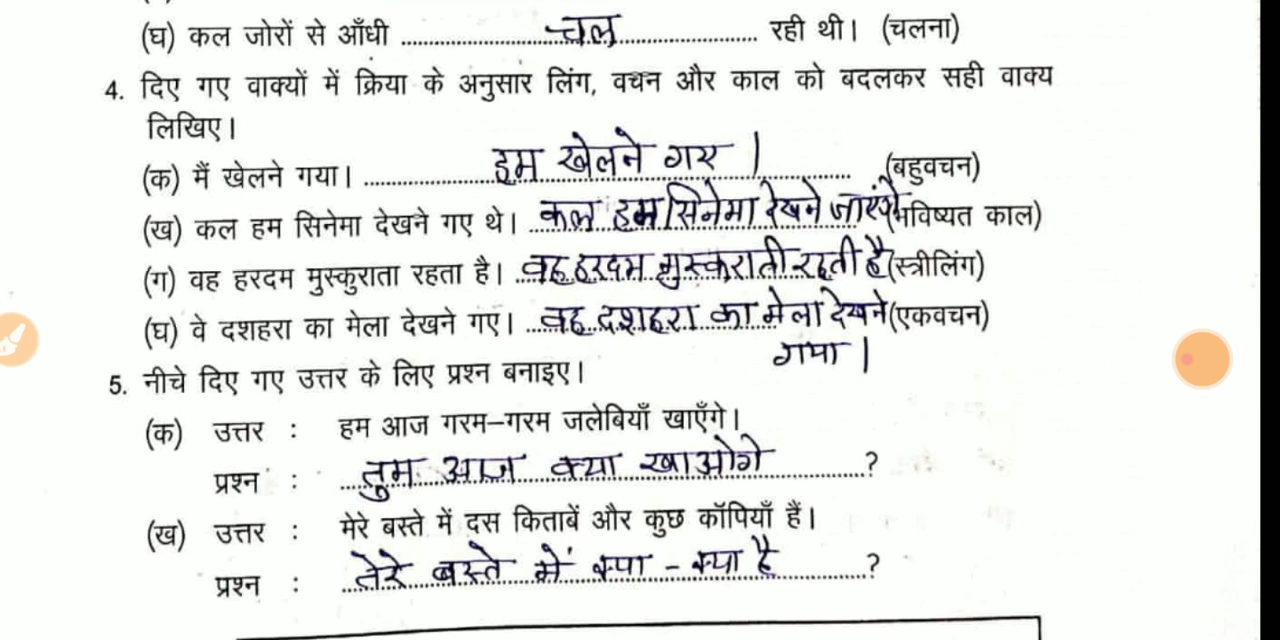 (घ) कल जोरों से आँधी ........ चल ........ रही थी। (चलना)
4. दिए गए वाक्यों में क्रिया के अनुसार लिंग, वचन और काल को बदलकर सही वाक्य
लिखिए।
(क) मैं खेलने गया। हम खेलने गए। (बहुवचन)
(ख) कल हम सिनेमा देखने गए थे। कल हम सिनेमा देखने जाएंगे (भविष्यत काल)
(ग) वह हरदम मुस्कुराता रहता है। वह हरदम मुस्कराती रहती है (स्त्रीलिंग)
(घ) वे दशहरा का मेला देखने गए। वह दशहरा का मेला देखने (एकवचन)
गया।
5. नीचे दिए गए उत्तर के लिए प्रश्न बनाइए।
(क) उत्तर : हम आज गरम-गरम जलेबियाँ खाएँगे।
प्रश्न : तुम आज क्या खाओगे ?
(ख) उत्तर : मेरे बस्ते में दस किताबें और कुछ कॉपियाँ हैं।
प्रश्न : तेरे बस्ते में क्या - क्या है ?